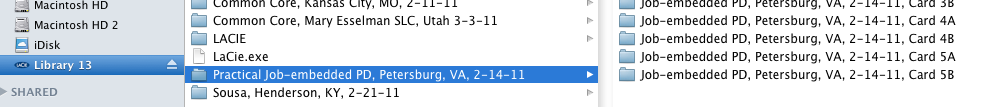 Macintosh HD
Macintosh HD 2
iDisk
LACIE Library 13
SHARED
Common Core, Kansas City, MO, 2-11-11
Common Core, Mary Esselman SLC, Utah 3-3-11
LACIE
LaCie.exe
Practical Job-embedded PD, Petersburg, VA, 2-14-11
Sousa, Henderson, KY, 2-21-11
Job-embedded PD, Petersburg, VA, 2-14-11, Card 3B
Job-embedded PD, Petersburg, VA, 2-14-11, Card 4A
Job-embedded PD, Petersburg, VA, 2-14-11, Card 4B
Job-embedded PD, Petersburg, VA, 2-14-11, Card 5A
Job-embedded PD, Petersburg, VA, 2-14-11, Card 5B